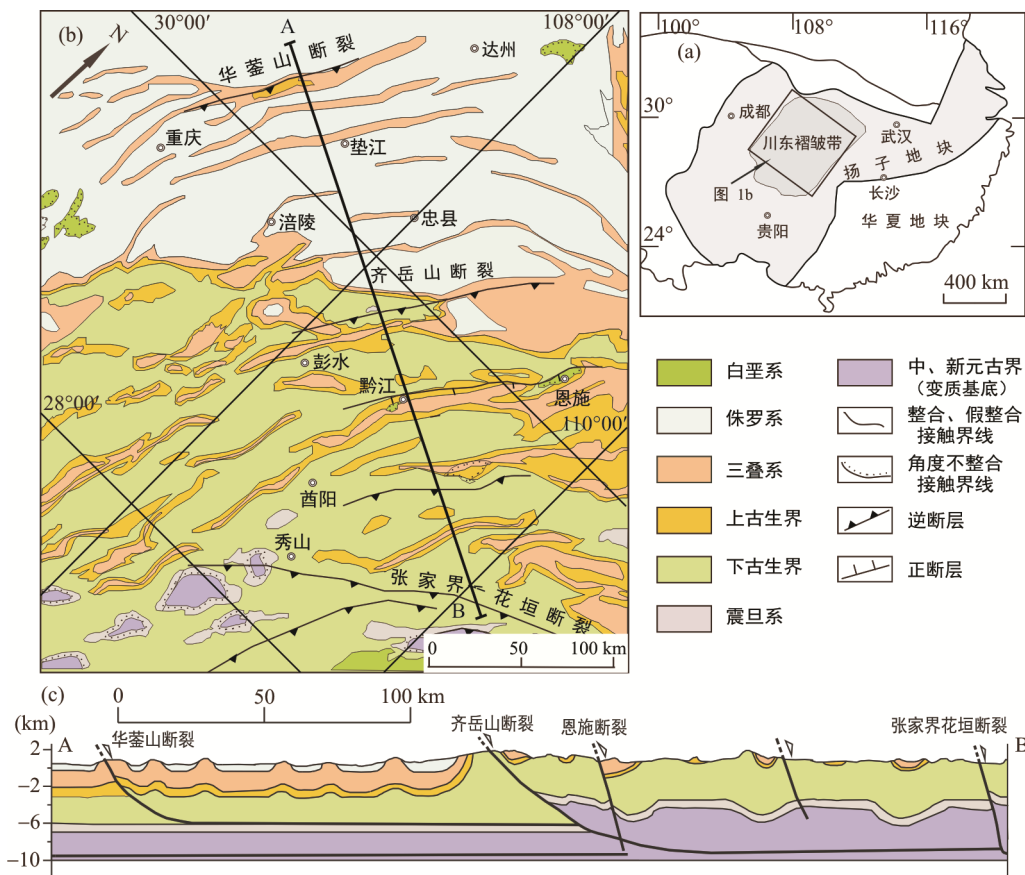 (b)
30°00′
A
108°00′
N
达州
华蓥山断裂
重庆
垫江
涪陵
忠县
齐岳山断裂
彭水
黔江
恩施
28°00′
110°00′
酉阳
秀山
张家界—花垣断裂
B
0 50 100 km
100° 108° 116°
(a)
30°
成都
武汉
川东褶皱带
扬子地块
图 1b
长沙
贵阳
华夏地块
24°
400 km
白垩系
侏罗系
三叠系
上古生界
下古生界
震旦系
中、新元古界
（变质基底）
整合、假整合
接触界线
角度不整合
接触界线
逆断层
正断层
(c)
0 50 100 km
(km)
A
华蓥山断裂
齐岳山断裂
恩施断裂
张家界花垣断裂
B
2
−2
−6
−10